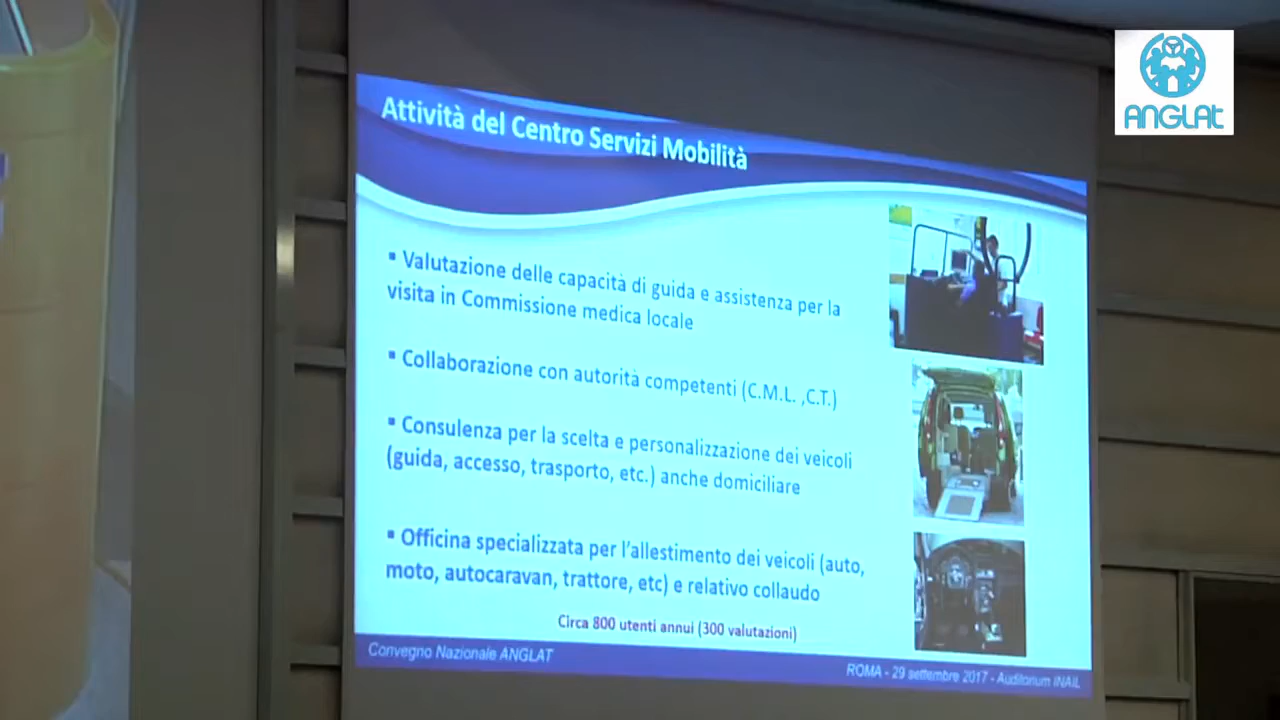 ANGLAT
Attività del Centro Servizi Mobilità
▪ Valutazione delle capacità di guida e assistenza per la
visita in Commissione medica locale
▪ Collaborazione con autorità competenti (C.M.L. ,C.T.)
▪ Consulenza per la scelta e personalizzazione dei veicoli
(guida, accesso, trasporto, etc.) anche domiciliare
▪ Officina specializzata per l'allestimento dei veicoli (auto,
moto, autocaravan, trattore, etc) e relativo collaudo
Circa 800 utenti annui (300 valutazioni)
Convegno Nazionale ANGLAT
ROMA - 29 settembre 2017 - Auditorium INAIL